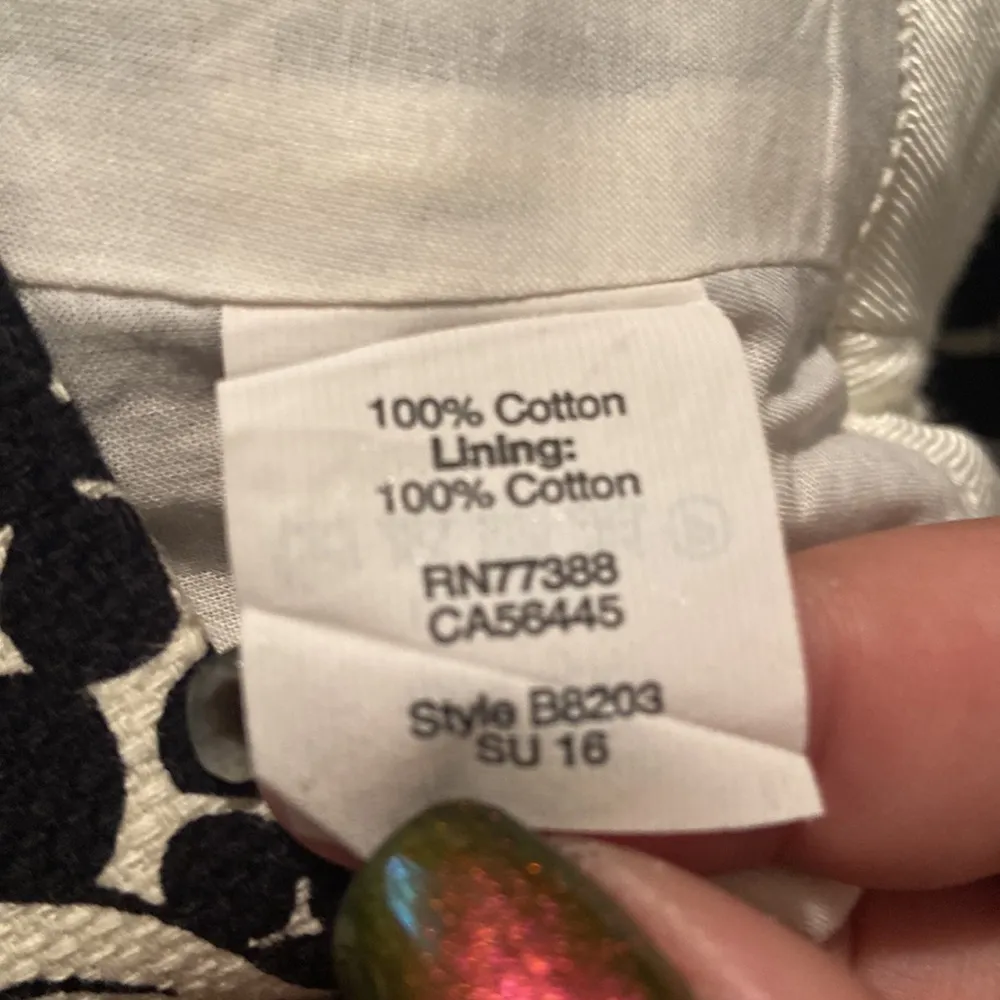 100% Cotton
Lining:
100% Cotton
RN77388
CA56445
Style B8203
SU 16